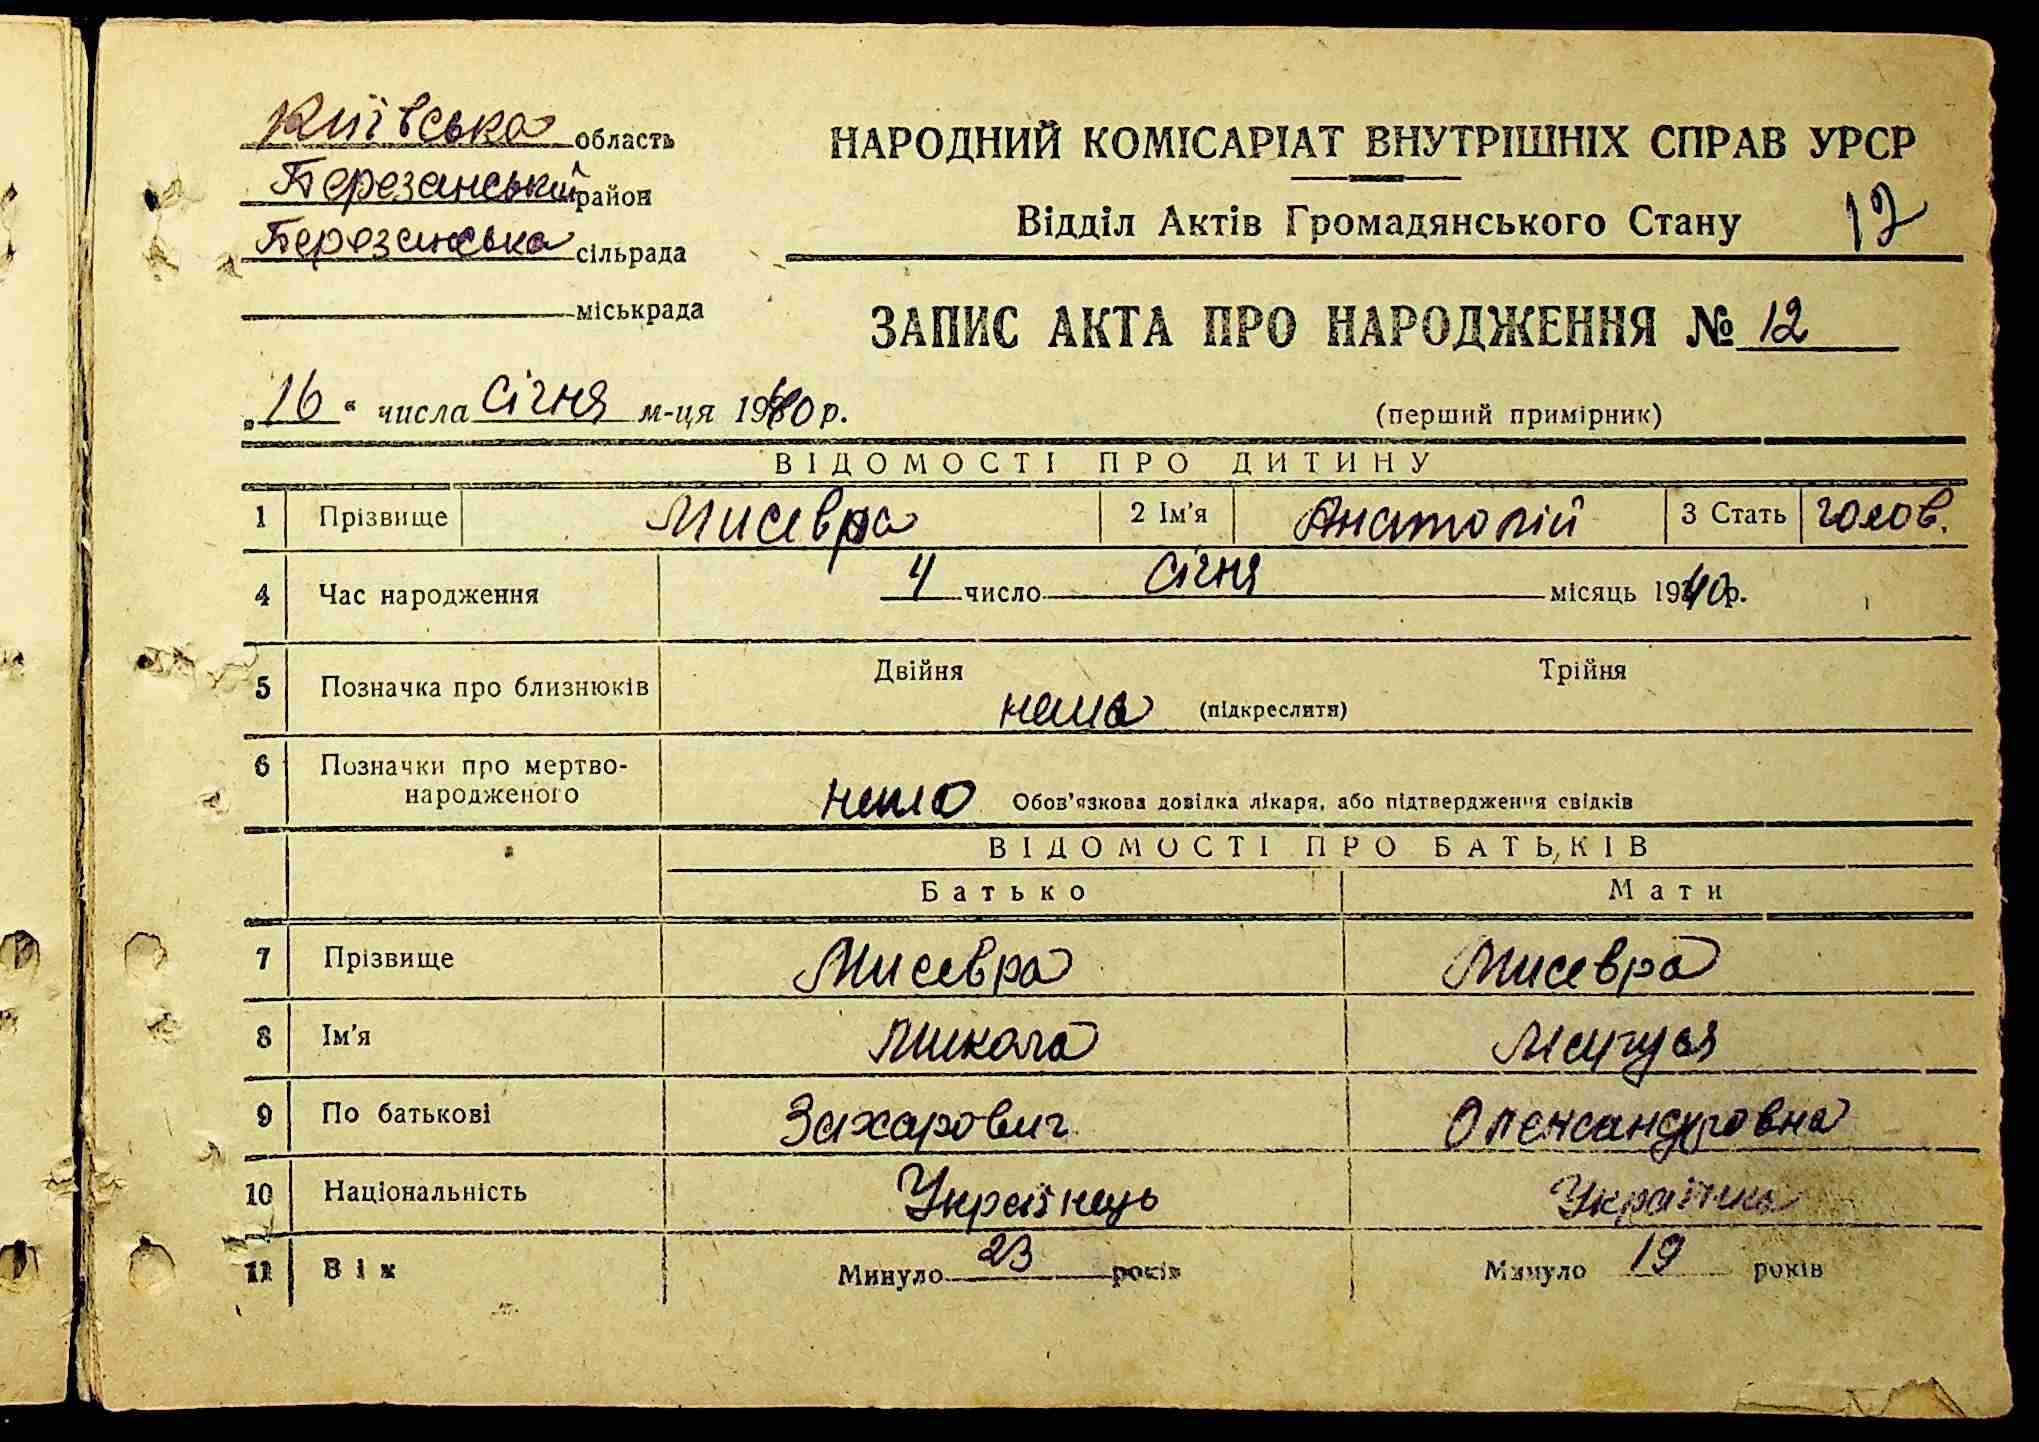 Київська область
Березанський район
Березанська сільрада
міськрада
НАРОДНИЙ КОМІСАРІАТ ВНУТРІШНІХ СПРАВ УРСР
Відділ Актів Громадянського Стану 12
ЗАПИС АКТА ПРО НАРОДЖЕННЯ № 12
„16“ числа січня м-ця 1940 р.
(перший примірник)
ВІДОМОСТІ ПРО ДИТИНУ
1 Прізвище Мисевра 2 Ім'я Анатолій 3 Стать голов.
4 Час народження 4 число січня місяць 1940 р.
5 Позначка про близнюків Двійня Трійня
нема (підкреслити)
6 Позначки про мертво-
народженого нема Обов'язкова довідка лікаря, або підтвердження свідків
ВІДОМОСТІ ПРО БАТЬКІВ
Батько Мати
7 Прізвище Мисевра Мисевра
8 Ім'я Микола
9 По батькові Захарович Олександровна
10 Національність Українець Українка
11 Вік Минуло 23 років Минуло 19 років